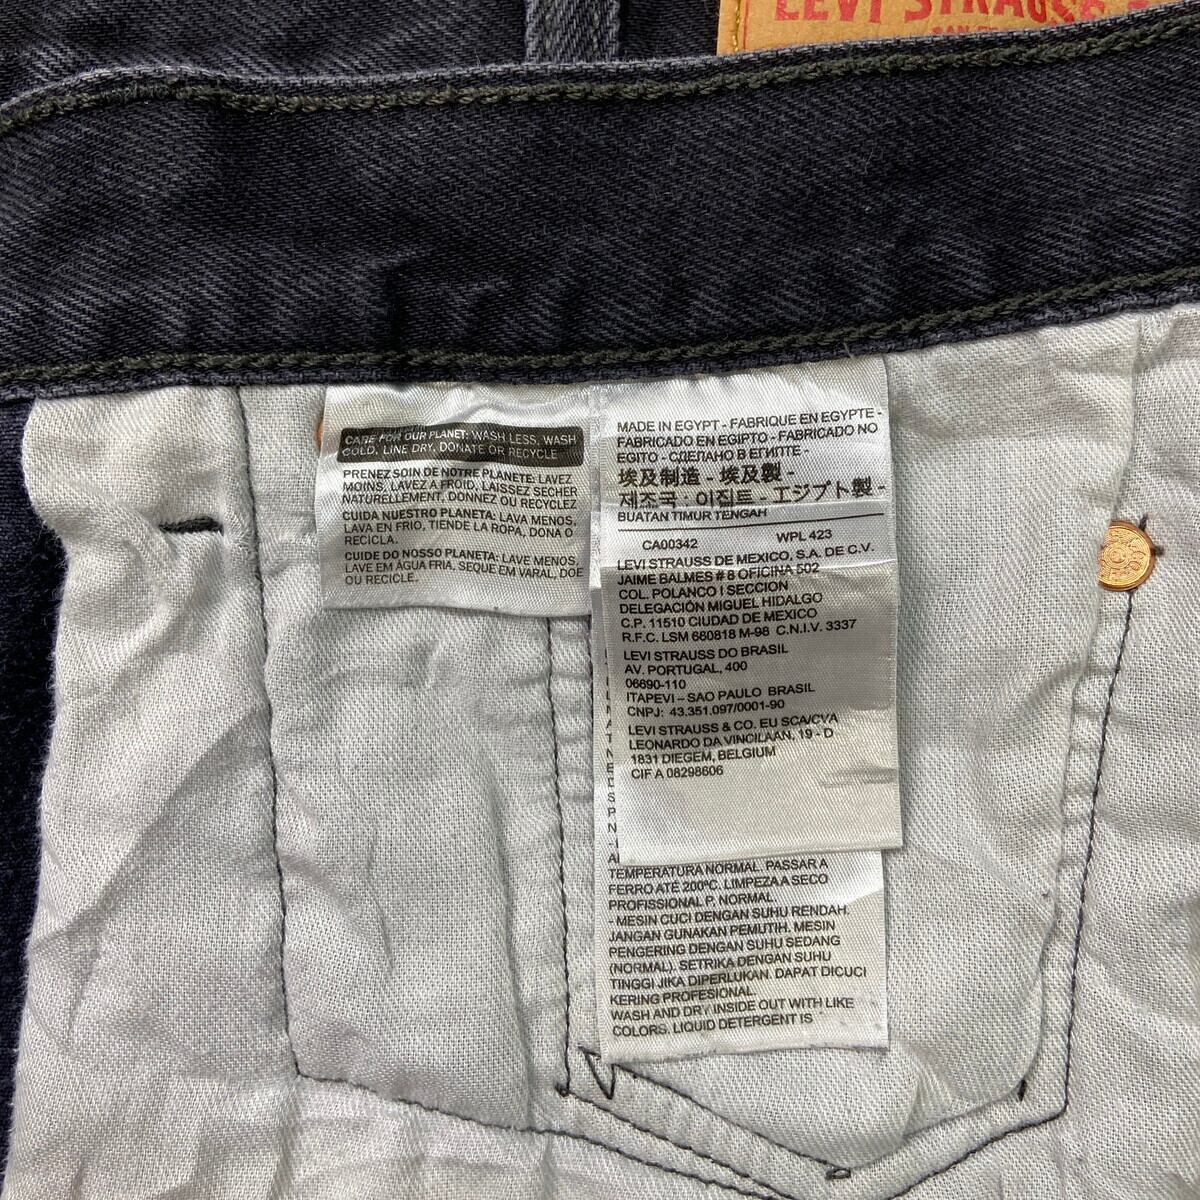 LEVI STRAUSS
CARE FOR OUR PLANET: WASH LESS, WASH
COLD, LINE DRY, DONATE OR RECYCLE
PRENEZ SOIN DE NOTRE PLANETE: LAVEZ
MOINS, LAVEZ A FROID, LAISSEZ SECHER
NATURELLEMENT, DONNEZ OU RECYCLEZ
CUIDA NUESTRO PLANETA: LAVA MENOS,
LAVA EN FRIO, TIENDE LA ROPA, DONA O
RECICLA.
CUIDE DO NOSSO PLANETA: LAVE MENOS,
LAVE EM ÁGUA FRIA, SEQUE EM VARAL, DOE
OU RECICLE.
MADE IN EGYPT - FABRIQUE EN EGYPTE -
FABRICADO EN EGIPTO - FABRICADO NO
EGITO - СДЕЛАНО В ЕГИПТЕ -
埃及制造 - 埃及製 -
제조국 : 이집트 - エジプト製 -
BUATAN TIMUR TENGAH
CA00342 WPL 423
LEVI STRAUSS DE MEXICO, S.A. DE C.V.
JAIME BALMES # 8 OFICINA 502
COL. POLANCO I SECCION
DELEGACIÓN MIGUEL HIDALGO
C.P. 11510 CIUDAD DE MEXICO
R.F.C. LSM 680818 M-98 C.N.I.V. 3337
LEVI STRAUSS DO BRASIL
AV. PORTUGAL, 400
06690-110
ITAPEVI – SAO PAULO BRASIL
CNPJ: 43.351.097/0001-90
LEVI STRAUSS & CO. EU SCA/CVA
LEONARDO DA VINCILAAN, 19 - D
1831 DIEGEM, BELGIUM
CIF A 08298606
TEMPERATURA NORMAL. PASSAR A
FERRO ATÉ 200ºC. LIMPEZA A SECO
PROFISSIONAL P. NORMAL.
- MESIN CUCI DENGAN SUHU RENDAH.
JANGAN GUNAKAN PEMUTIH. MESIN
PENGERING DENGAN SUHU SEDANG
(NORMAL). SETRIKA DENGAN SUHU
TINGGI JIKA DIPERLUKAN. DAPAT DICUCI
KERING PROFESIONAL.
WASH AND DRY INSIDE OUT WITH LIKE
COLORS. LIQUID DETERGENT IS